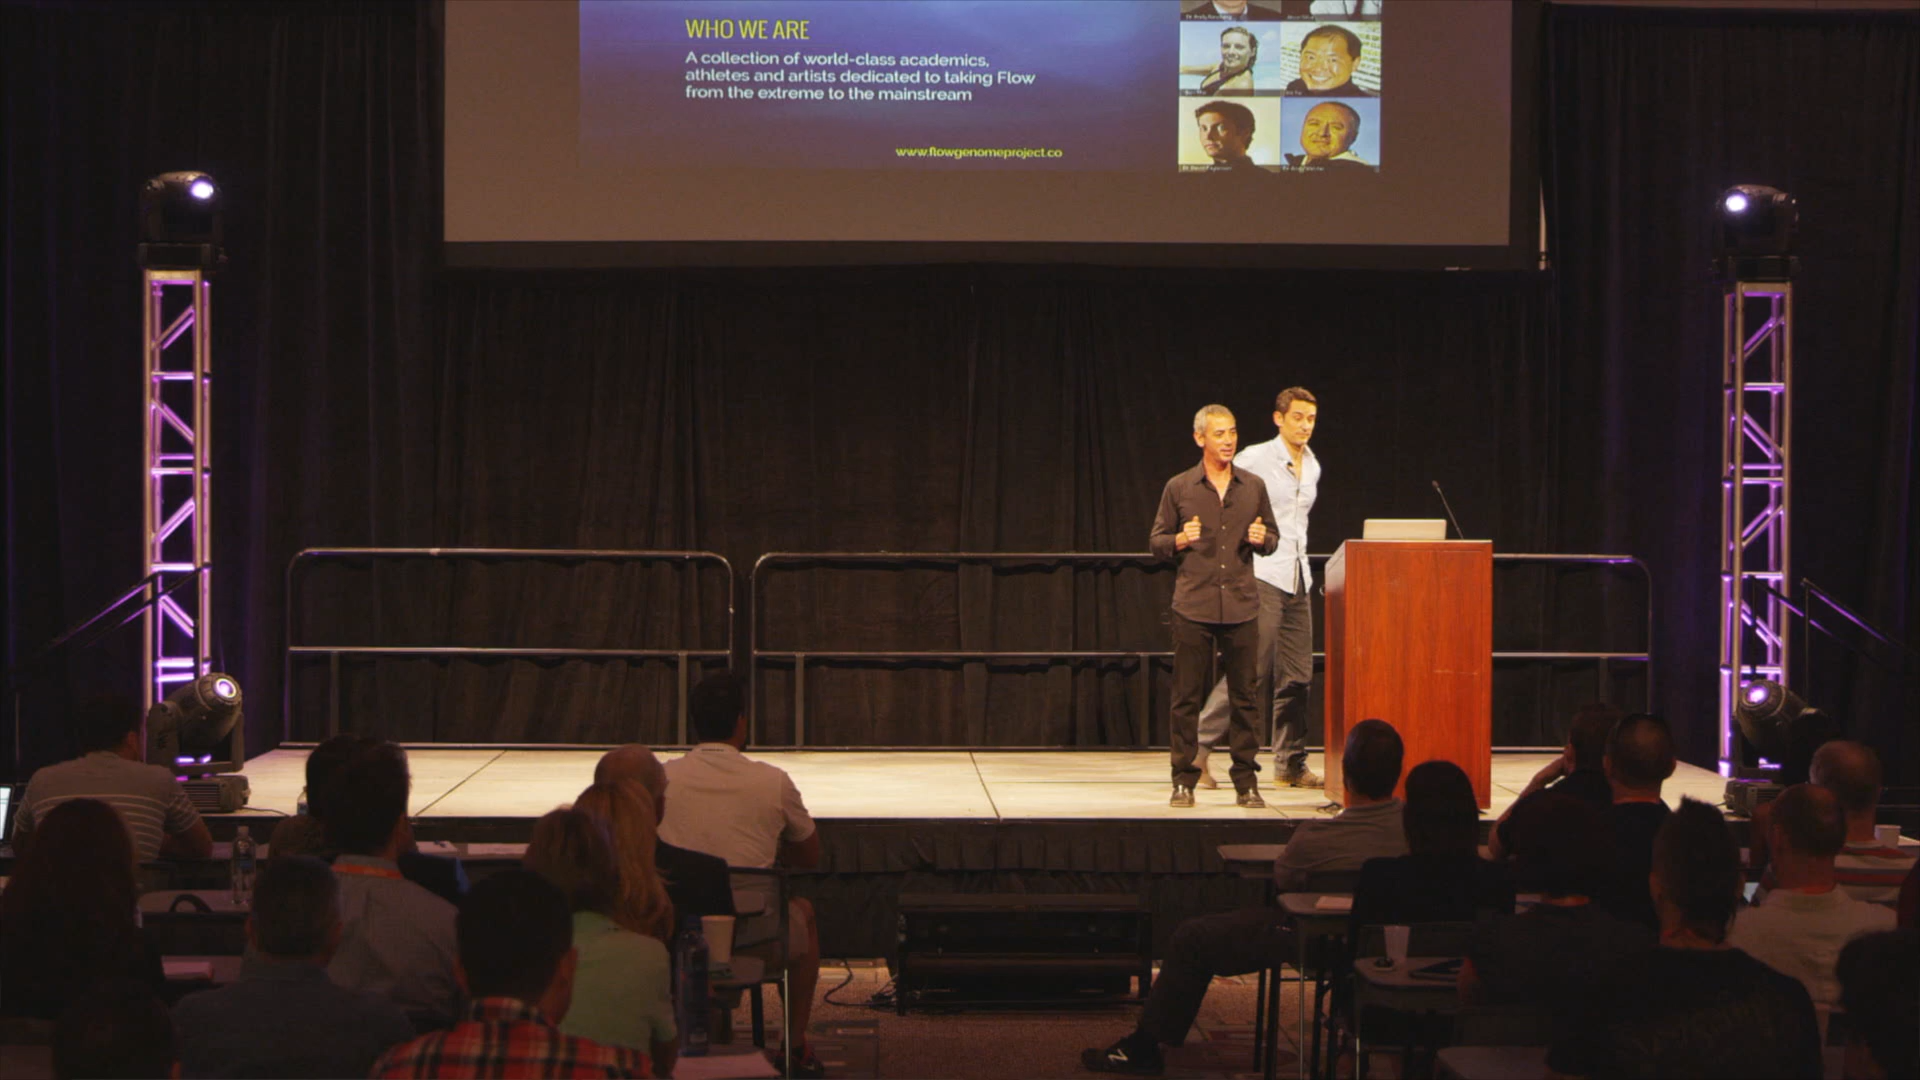 WHO WE ARE
A collection of world-class academics,
athletes and artists dedicated to taking Flow
from the extreme to the mainstream
www.flowgenomeproject.co